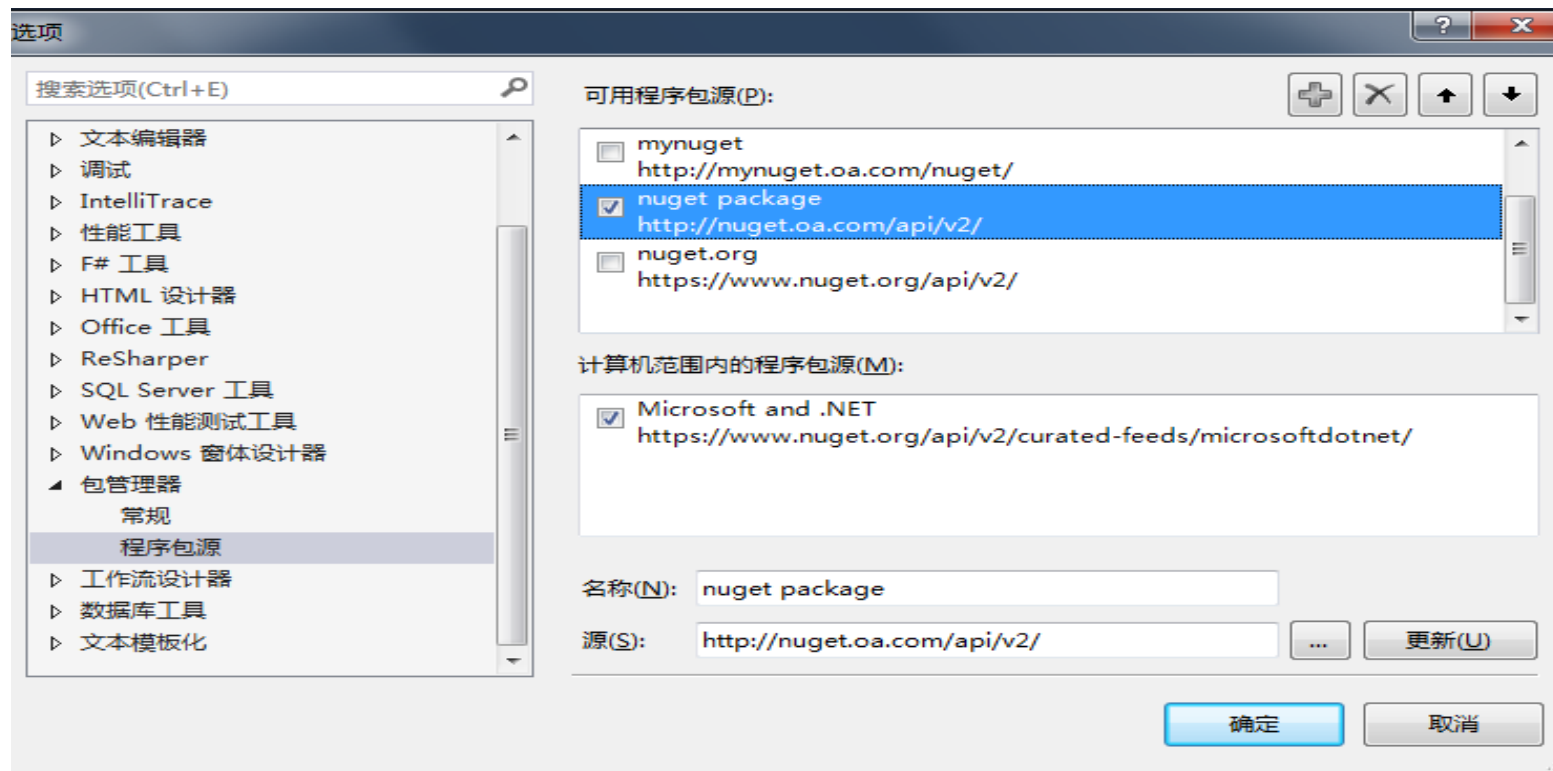 选项
搜索选项(Ctrl+E)
文本编辑器
调试
IntelliTrace
性能工具
F# 工具
HTML 设计器
Office 工具
ReSharper
SQL Server 工具
Web 性能测试工具
Windows 窗体设计器
包管理器
常规
程序包源
工作流设计器
数据库工具
文本模板化
可用程序包源(P):
mynuget
http://mynuget.oa.com/nuget/
nuget package
http://nuget.oa.com/api/v2/
nuget.org
https://www.nuget.org/api/v2/
计算机范围内的程序包源(M):
Microsoft and .NET
https://www.nuget.org/api/v2/curated-feeds/microsoftdotnet/
名称(N): nuget package
源(S): http://nuget.oa.com/api/v2/ ... 更新(U)
确定 取消